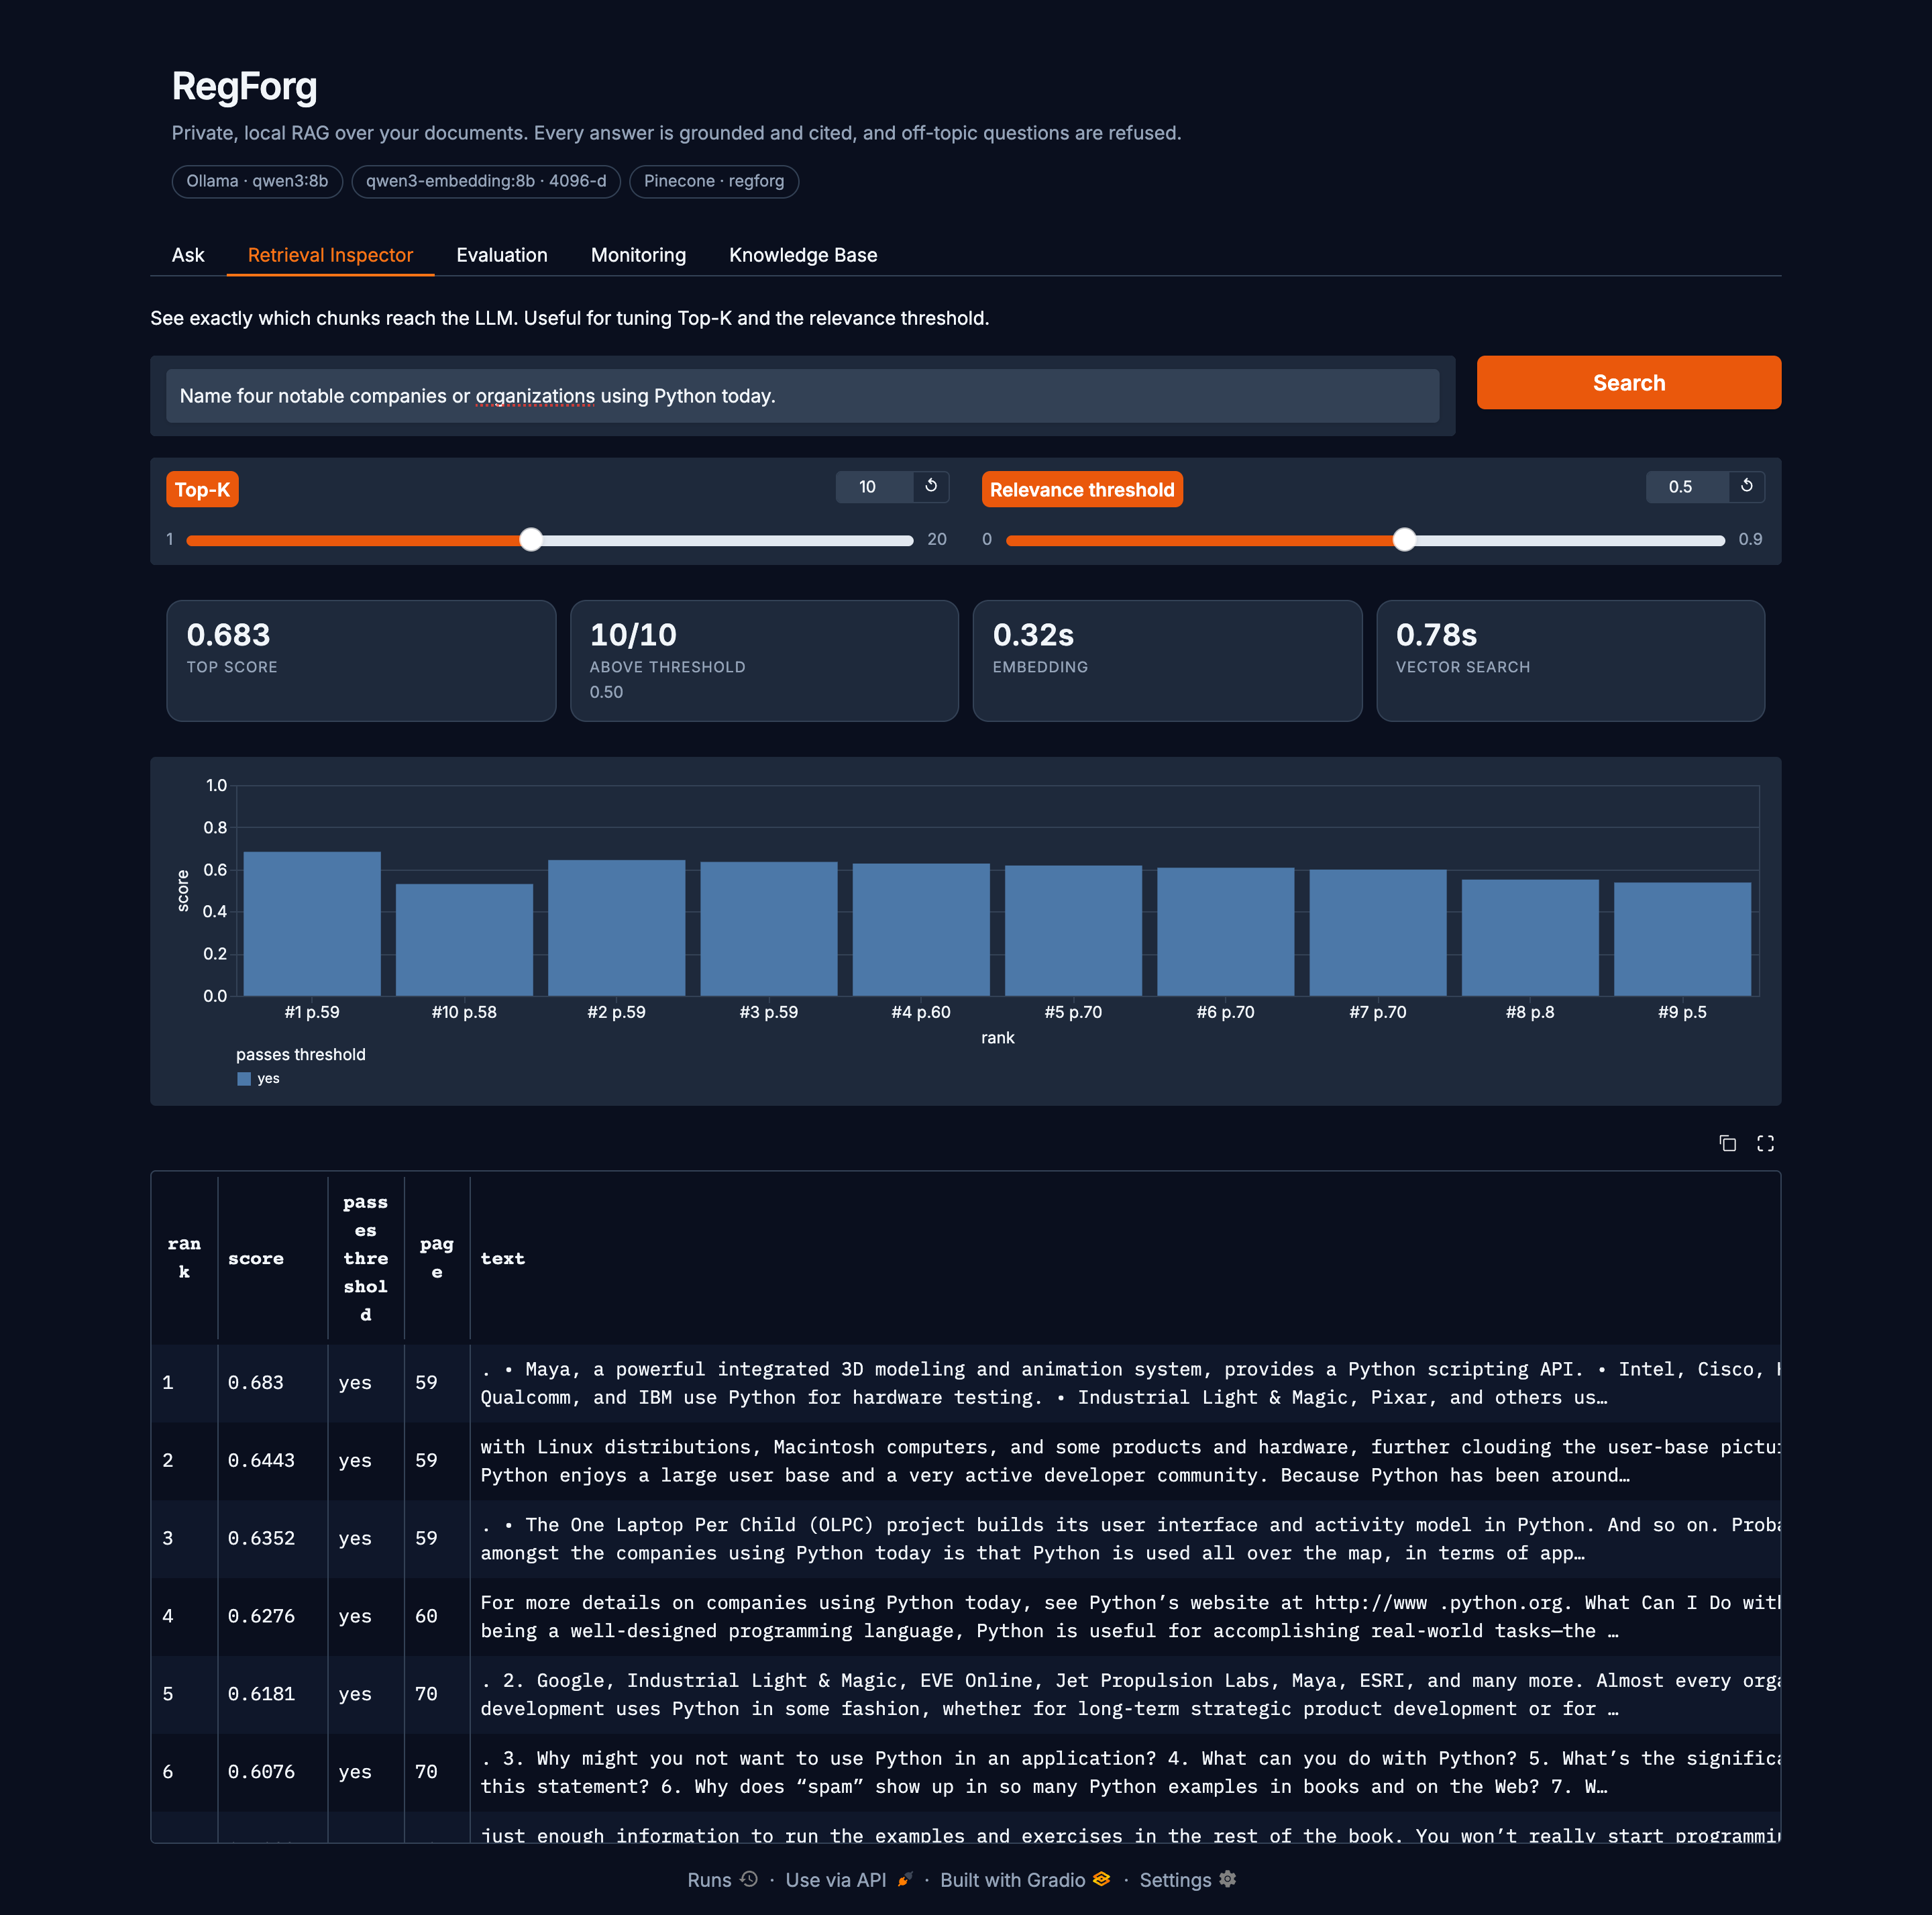 RegForg
Private, local RAG over your documents. Every answer is grounded and cited, and off-topic questions are refused.
Ollama · qwen3:8b
qwen3-embedding:8b · 4096-d
Pinecone · regforg
Ask
Retrieval Inspector
Evaluation
Monitoring
Knowledge Base
See exactly which chunks reach the LLM. Useful for tuning Top-K and the relevance threshold.
Name four notable companies or organizations using Python today.
Search
Top-K
10
1
20
Relevance threshold
0.5
0
0.9
0.683
TOP SCORE
10/10
ABOVE THRESHOLD
0.50
0.32s
EMBEDDING
0.78s
VECTOR SEARCH
score
1.0
0.8
0.6
0.4
0.2
0.0
#1 p.59
#10 p.58
#2 p.59
#3 p.59
#4 p.60
#5 p.70
#6 p.70
#7 p.70
#8 p.8
#9 p.5
rank
passes threshold
yes
ran
k
score
pass
es
thre
shol
d
pag
e
text
1 0.683 yes 59
. • Maya, a powerful integrated 3D modeling and animation system, provides a Python scripting API. • Intel, Cisco,
Qualcomm, and IBM use Python for hardware testing. • Industrial Light & Magic, Pixar, and others us…
2 0.6443 yes 59
with Linux distributions, Macintosh computers, and some products and hardware, further clouding the user-base pictu
Python enjoys a large user base and a very active developer community. Because Python has been around…
3 0.6352 yes 59
. • The One Laptop Per Child (OLPC) project builds its user interface and activity model in Python. And so on. Proba
amongst the companies using Python today is that Python is used all over the map, in terms of app…
4 0.6276 yes 60
For more details on companies using Python today, see Python’s website at http://www .python.org. What Can I Do wit
being a well-designed programming language, Python is useful for accomplishing real-world tasks—the …
5 0.6181 yes 70
. 2. Google, Industrial Light & Magic, EVE Online, Jet Propulsion Labs, Maya, ESRI, and many more. Almost every orga
development uses Python in some fashion, whether for long-term strategic product development or for …
6 0.6076 yes 70
. 3. Why might you not want to use Python in an application? 4. What can you do with Python? 5. What’s the significa
this statement? 6. Why does “spam” show up in so many Python examples in books and on the Web? 7. W…
just enough information to run the examples and exercises in the rest of the book. You won’t really start programmi
Runs · Use via API · Built with Gradio · Settings